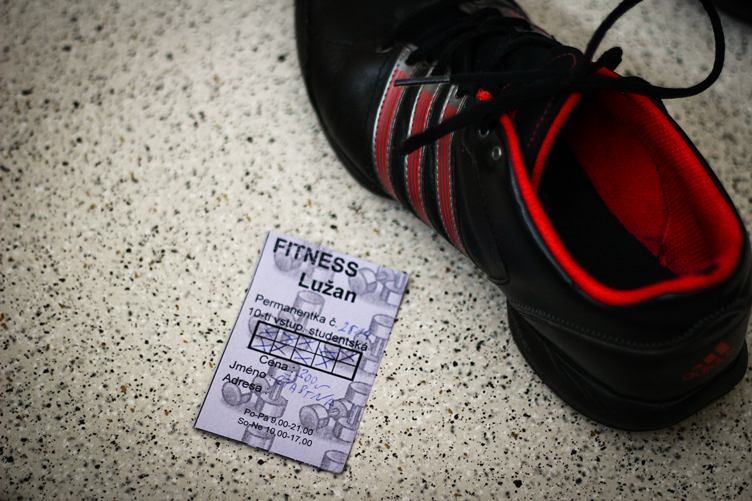 FITNESS
Lužan
Permanentka č.
10-ti vstup. studentská
Cena :
Jméno
Adresa :
Po-Pa 9,00-21,00
So-Ne 10,00-17,00